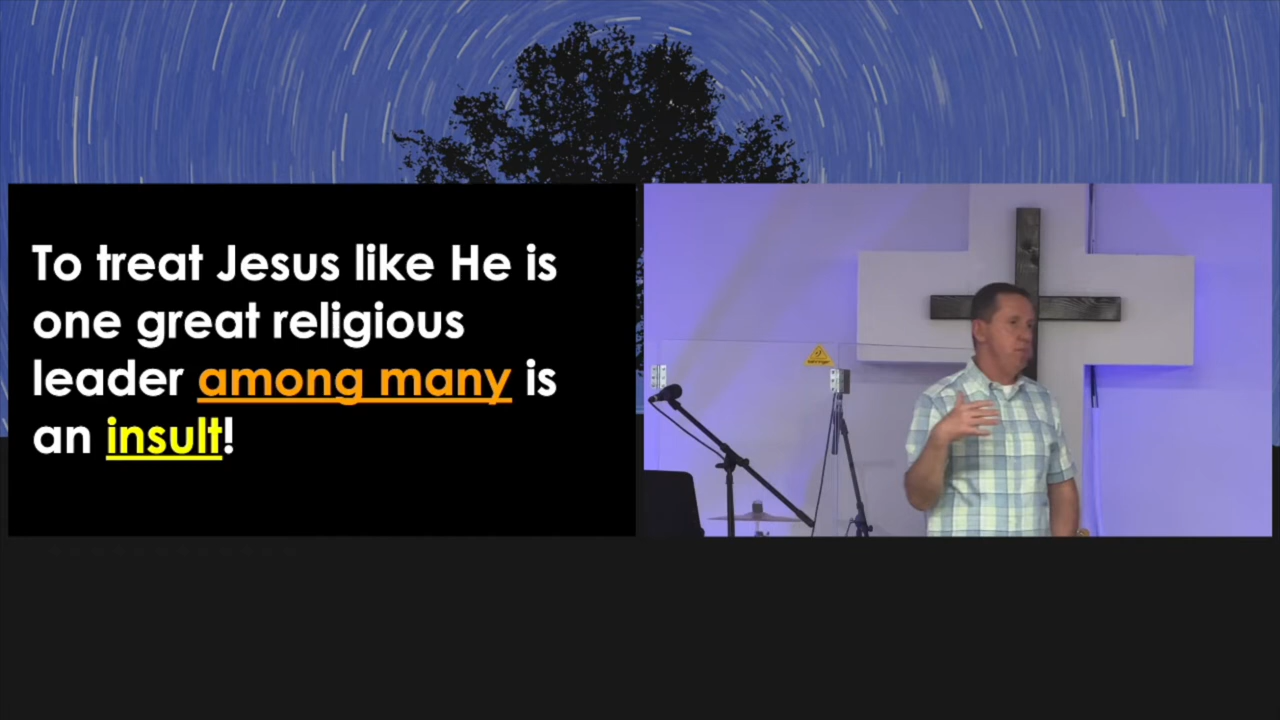 To treat Jesus like He is
one great religious
leader among many is
an insult!